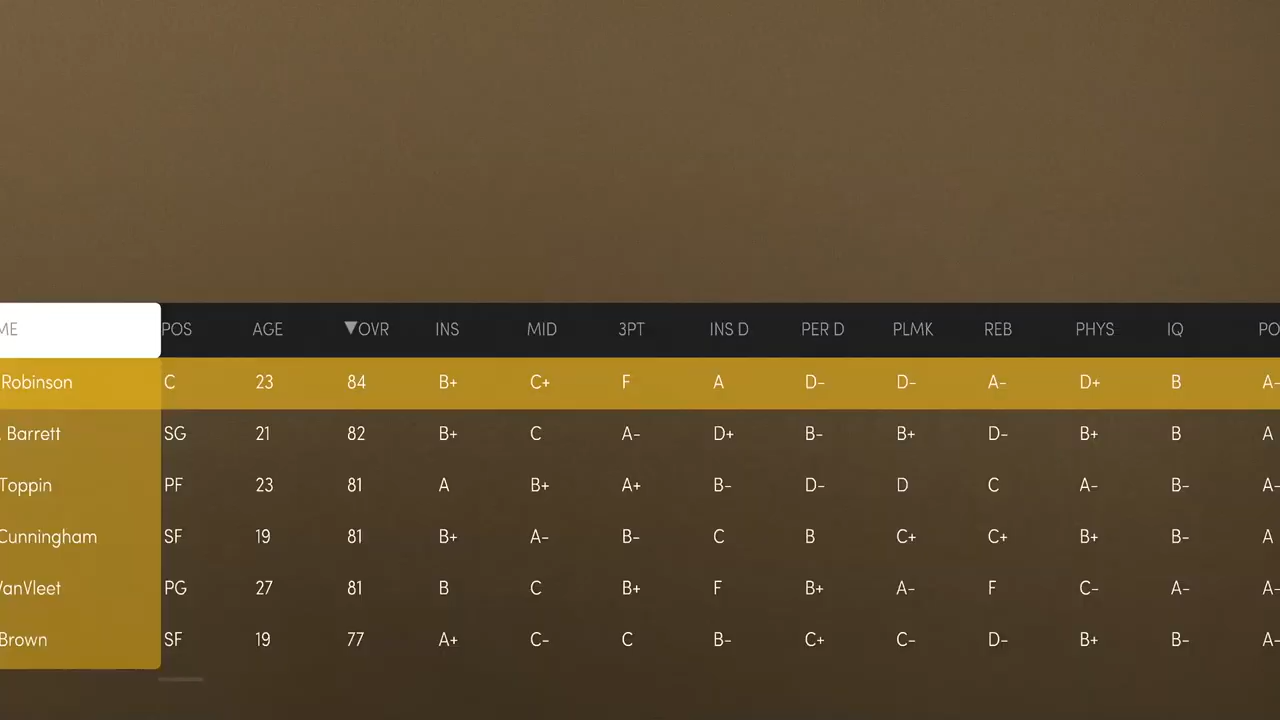 ME POS AGE ▼OVR INS MID 3PT INS D PER D PLMK REB PHYS IQ PO
Robinson C 23 84 B+ C+ F A D- D- A- D+ B A-
. Barrett SG 21 82 B+ C A- D+ B- B+ D- B+ B A
Toppin PF 23 81 A B+ A+ B- D- D C A- B- A-
Cunningham SF 19 81 B+ A- B- C B C+ C+ B+ B- A
VanVleet PG 27 81 B C B+ F B+ A- F C- A- A-
Brown SF 19 77 A+ C- C B- C+ C- D- B+ B- A-